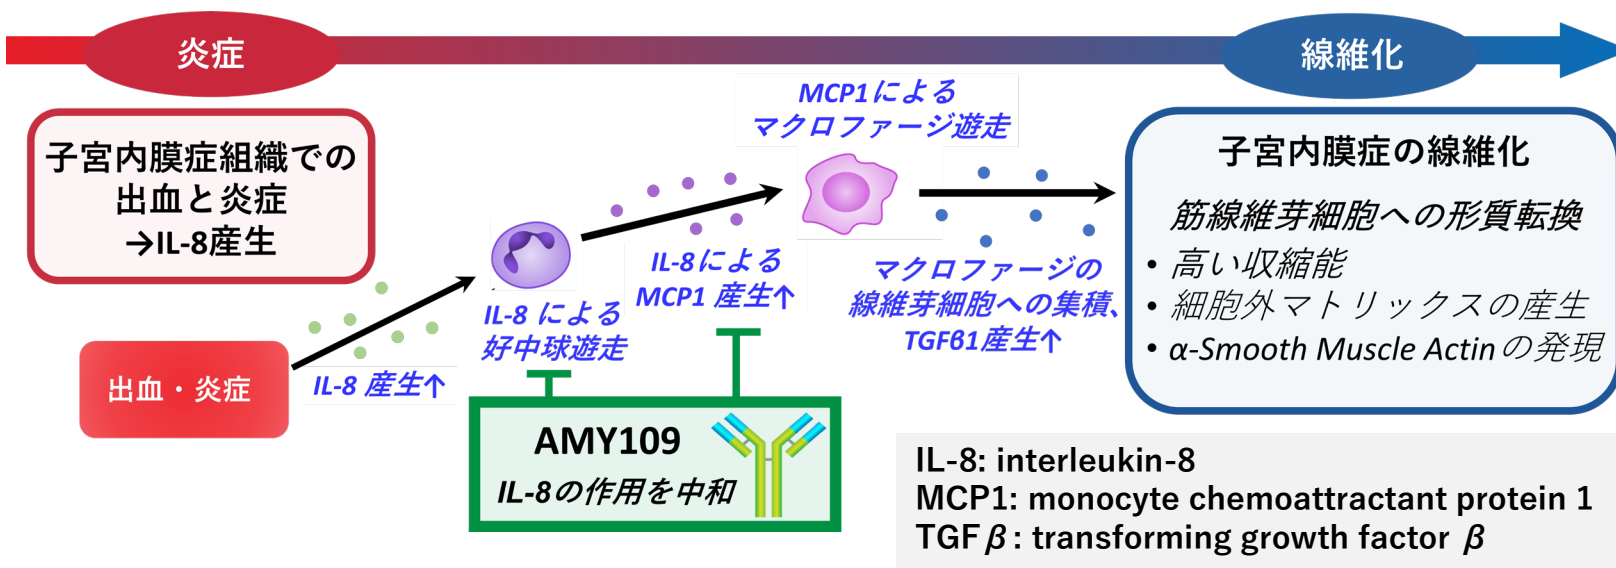 炎症
線維化
子宮内膜症組織での
出血と炎症
→IL-8産生
出血・炎症
IL-8 産生↑
IL-8 による
好中球遊走
IL-8による
MCP1 産生↑
MCP1による
マクロファージ遊走
マクロファージの
線維芽細胞への集積、
TGFβ1産生↑
AMY109
IL-8の作用を中和
子宮内膜症の線維化
筋線維芽細胞への形質転換
• 高い収縮能
• 細胞外マトリックスの産生
• α-Smooth Muscle Actinの発現
IL-8: interleukin-8
MCP1: monocyte chemoattractant protein 1
TGFβ: transforming growth factor β